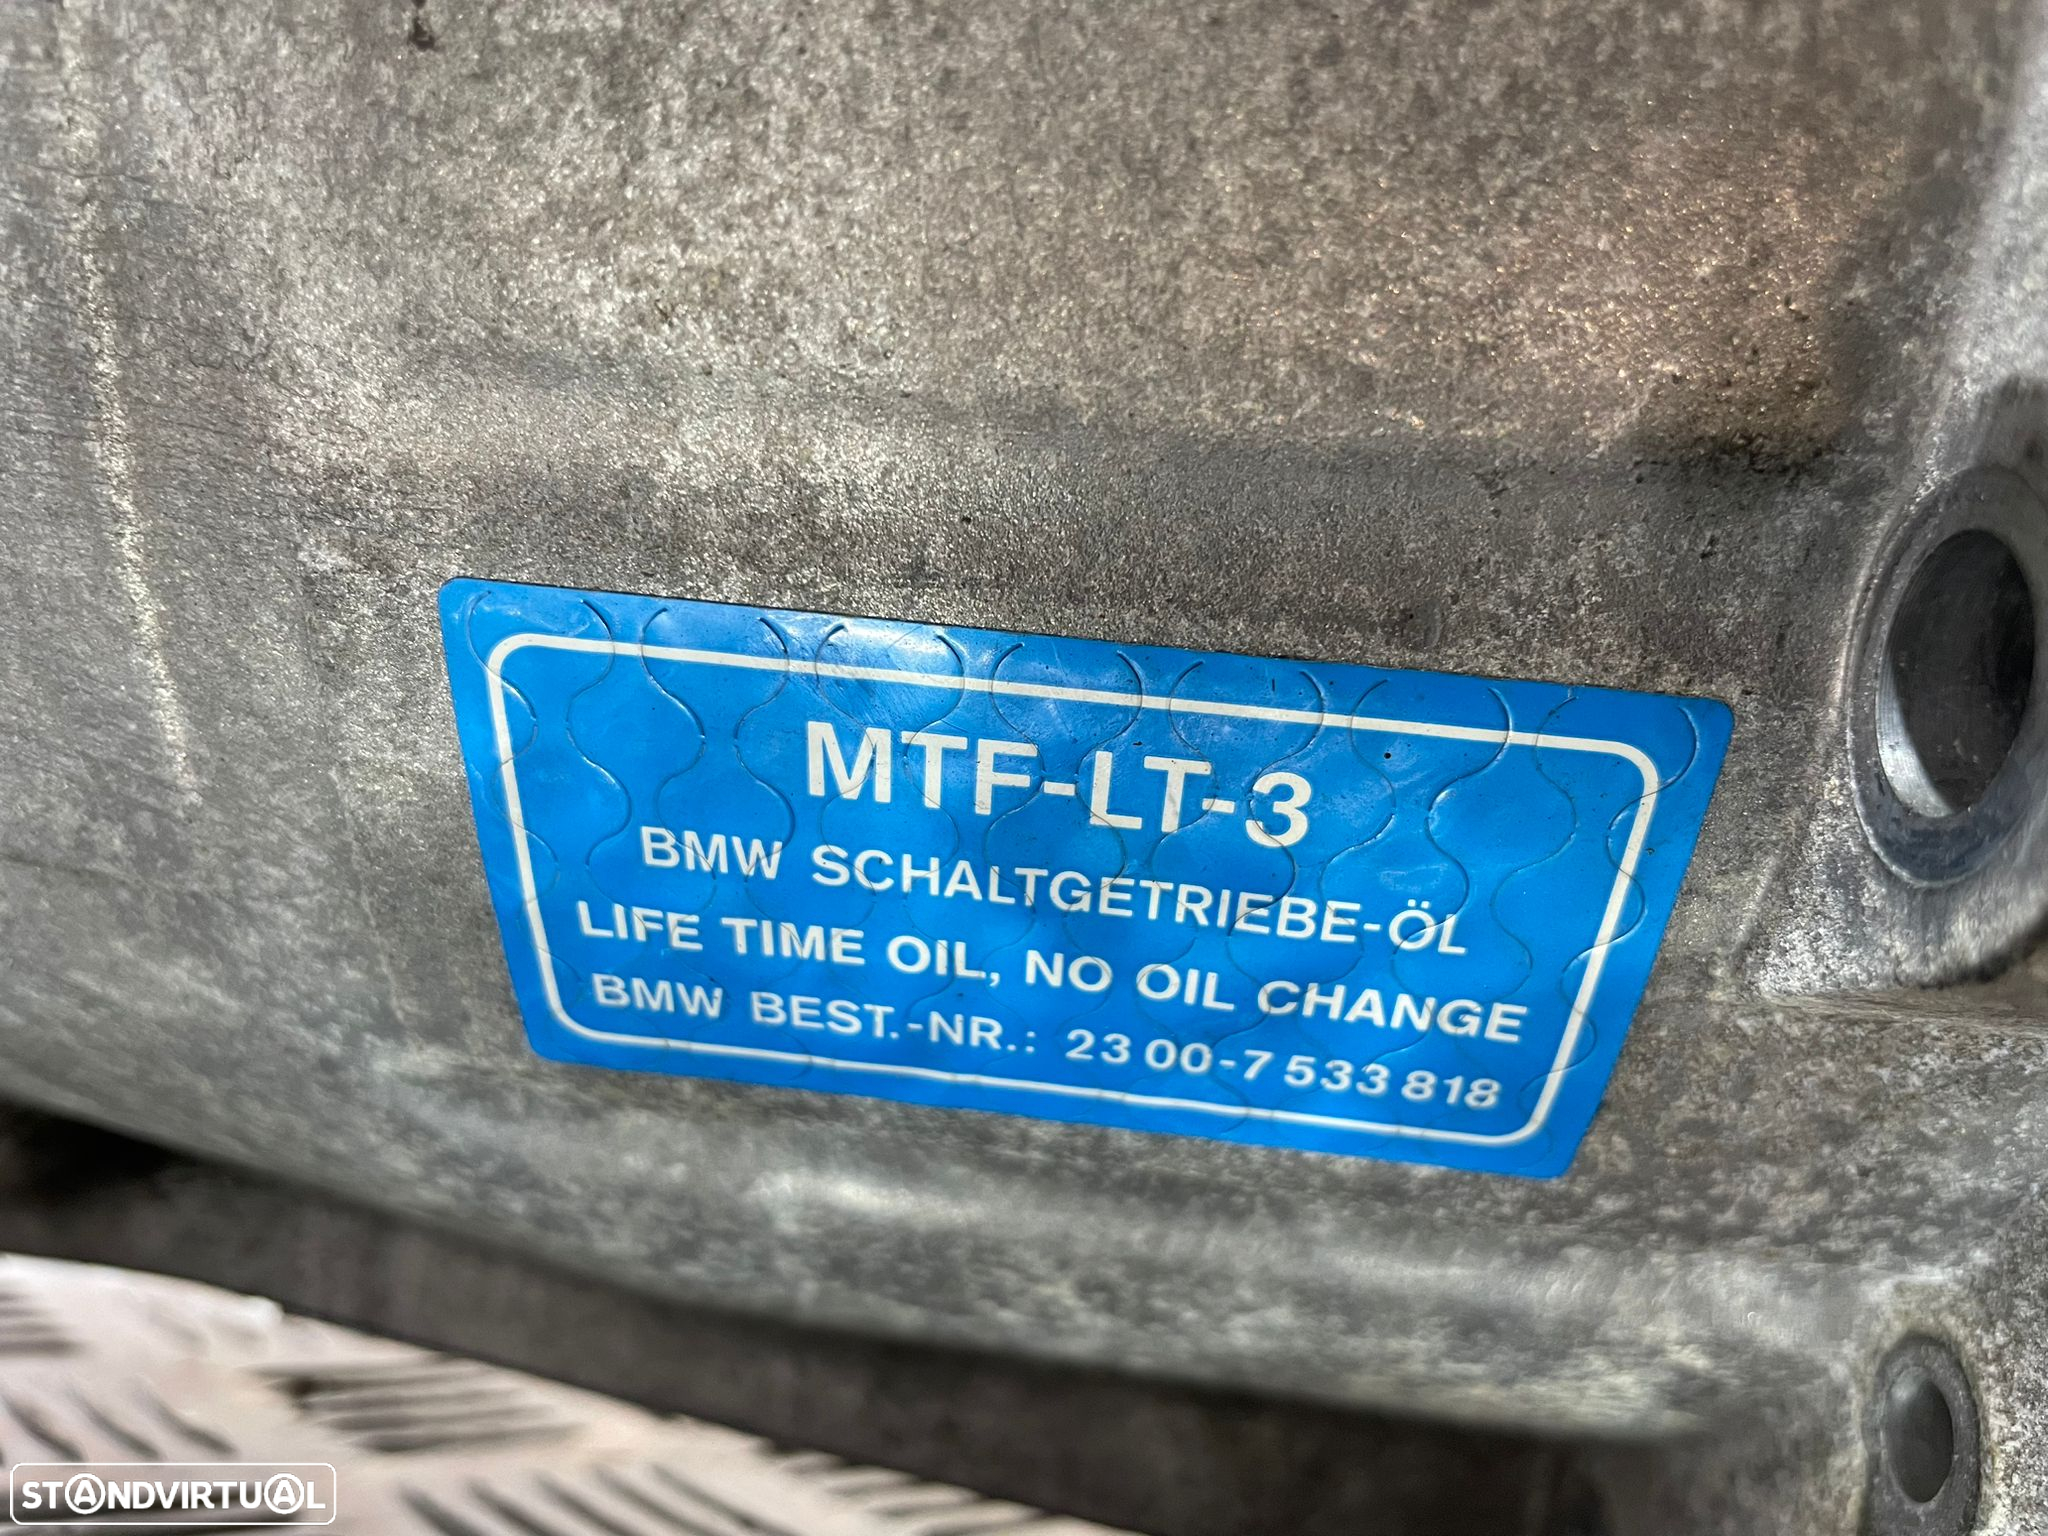 MTF-LT-3
BMW SCHALTGETRIEBE-ÖL
LIFE TIME OIL, NO OIL CHANGE
BMW BEST.-NR.: 23 00-7 533 818
STANDVIRTUAL